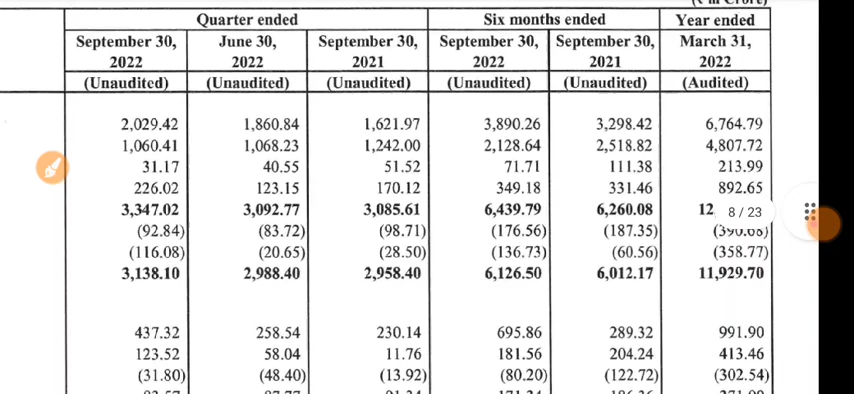 Quarter ended Six months ended Year ended
September 30, June 30, September 30, September 30, September 30, March 31,
2022 2022 2021 2022 2021 2022
(Unaudited) (Unaudited) (Unaudited) (Unaudited) (Unaudited) (Audited)
2,029.42 1,860.84 1,621.97 3,890.26 3,298.42 6,764.79
1,060.41 1,068.23 1,242.00 2,128.64 2,518.82 4,807.72
31.17 40.55 51.52 71.71 111.38 213.99
226.02 123.15 170.12 349.18 331.46 892.65
3,347.02 3,092.77 3,085.61 6,439.79 6,260.08 12 8 / 23
(92.84) (83.72) (98.71) (176.56) (187.35)
(116.08) (20.65) (28.50) (136.73) (60.56) (358.77)
3,138.10 2,988.40 2,958.40 6,126.50 6,012.17 11,929.70
437.32 258.54 230.14 695.86 289.32 991.90
123.52 58.04 11.76 181.56 204.24 413.46
(31.80) (48.40) (13.92) (80.20) (122.72) (302.54)